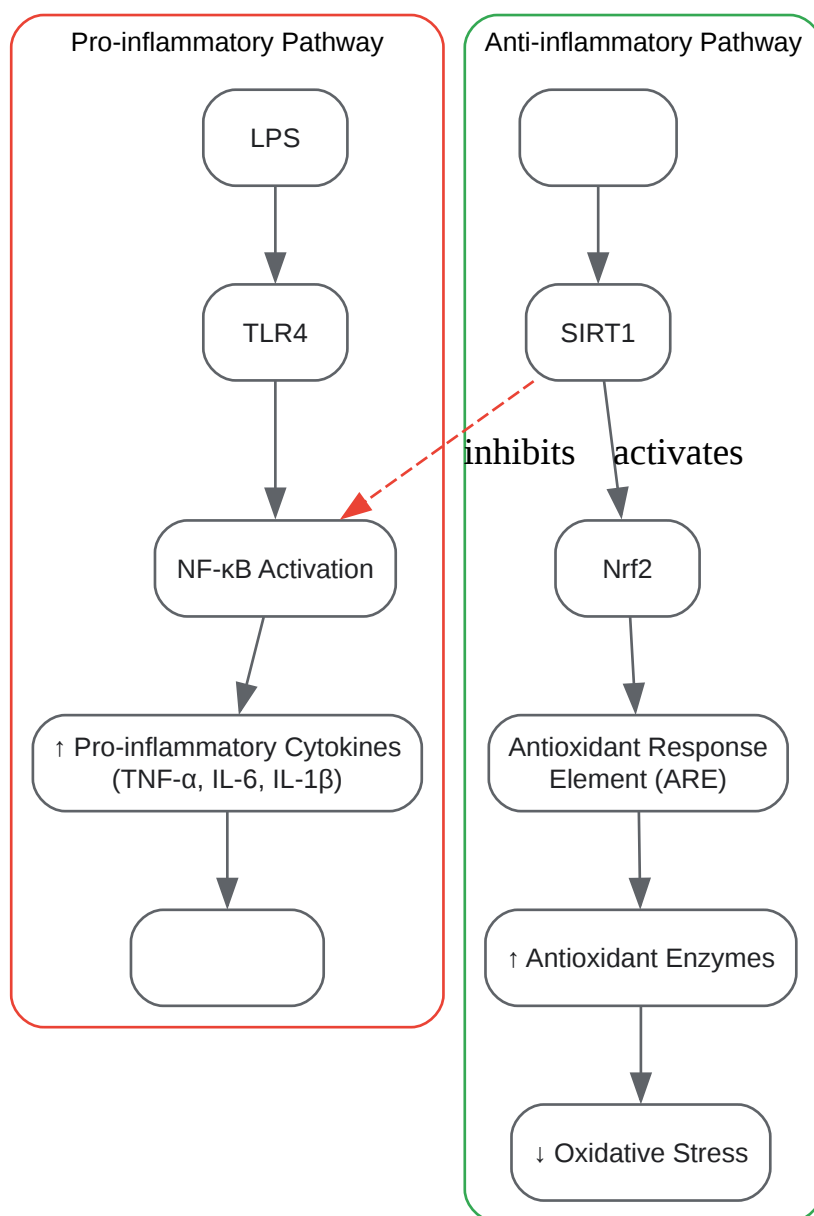 Pro-inflammatory Pathway
LPS
TLR4
NF-κB Activation
↑ Pro-inflammatory Cytokines
(TNF-α, IL-6, IL-1β)
Anti-inflammatory Pathway
SIRT1
inhibits
activates
Nrf2
Antioxidant Response
Element (ARE)
↑ Antioxidant Enzymes
↓ Oxidative Stress